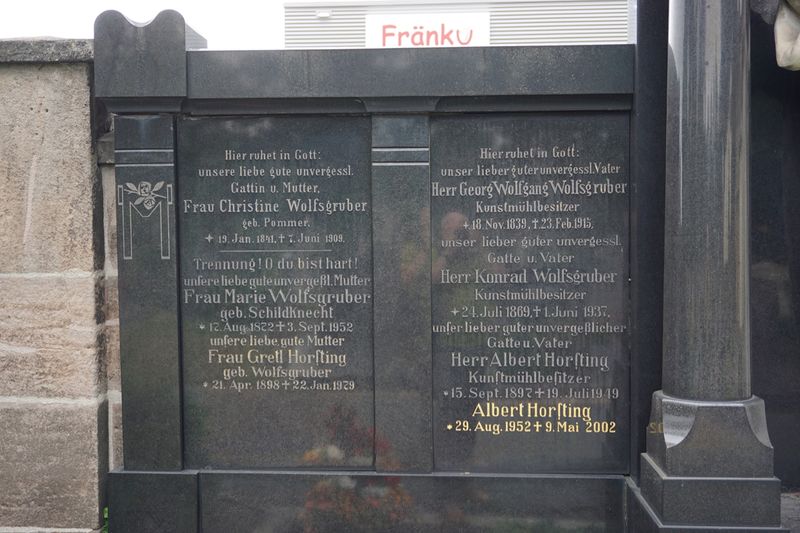 Fränku
Hier ruhet in Gott:
unsere liebe gute unvergessl.
Gattin u. Mutter,
Frau Christine Wolfsgruber
geb. Pommer,
+ 19. Jan. 1841, ✝ 7. Juni 1909.
Trennung! O du bist hart!
unſere liebe gute unvergeßl. Mutter
Frau Marie Wolfsgruber
geb. Schildknecht
* 17. Aug. 1872 ✝ 3. Sept. 1952
unſere liebe gute Mutter
Frau Gretl Horſting
geb. Wolfsgruber
* 21. Apr. 1898 ✝ 22. Jan. 1979
Hier ruhet in Gott:
unser lieber guter unvergessl. Vater
Herr Georg Wolfgang Wolfsgruber
Kunstmühlbesitzer
+ 18. Nov. 1839, ✝ 23. Feb. 1915,
unser lieber guter unvergessl.
Gatte u. Vater
Herr Konrad Wolfsgruber
Kunstmühlbesitzer
+ 24. Juli 1869, ✝ 1. Juni 1937,
unſer lieber guter unvergeßlicher
Gatte u. Vater
Herr Albert Horſting
Kunſtmühlbeſitzer
* 15. Sept. 1897 ✝ 19. Juli 1949
Albert Horſting
* 29. Aug. 1952 ✝ 9. Mai 2002